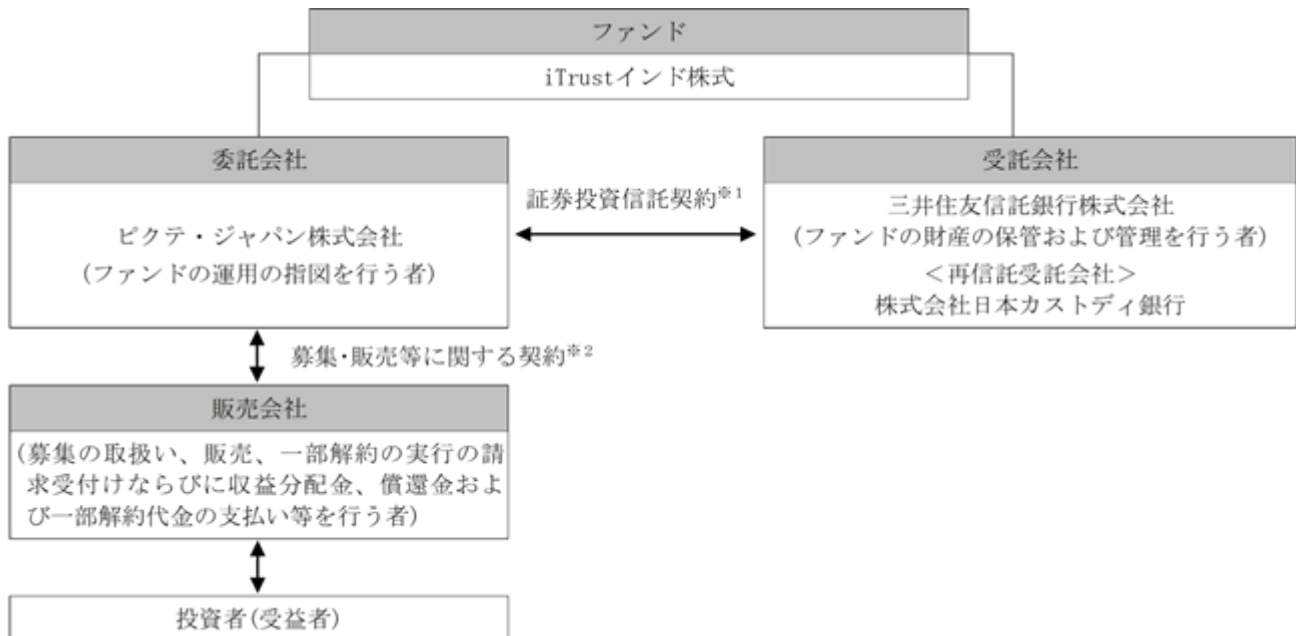 ファンド
iTrustインド株式
委託会社
ピクテ・ジャパン株式会社
(ファンドの運用の指図を行う者)
証券投資信託契約※1
受託会社
三井住友信託銀行株式会社
(ファンドの財産の保管および管理を行う者)
＜再信託受託会社＞
株式会社日本カストディ銀行
募集･販売等に関する契約※2
販売会社
(募集の取扱い、販売、一部解約の実行の請
求受付けならびに収益分配金、償還金およ
び一部解約代金の支払い等を行う者)
投資者(受益者)